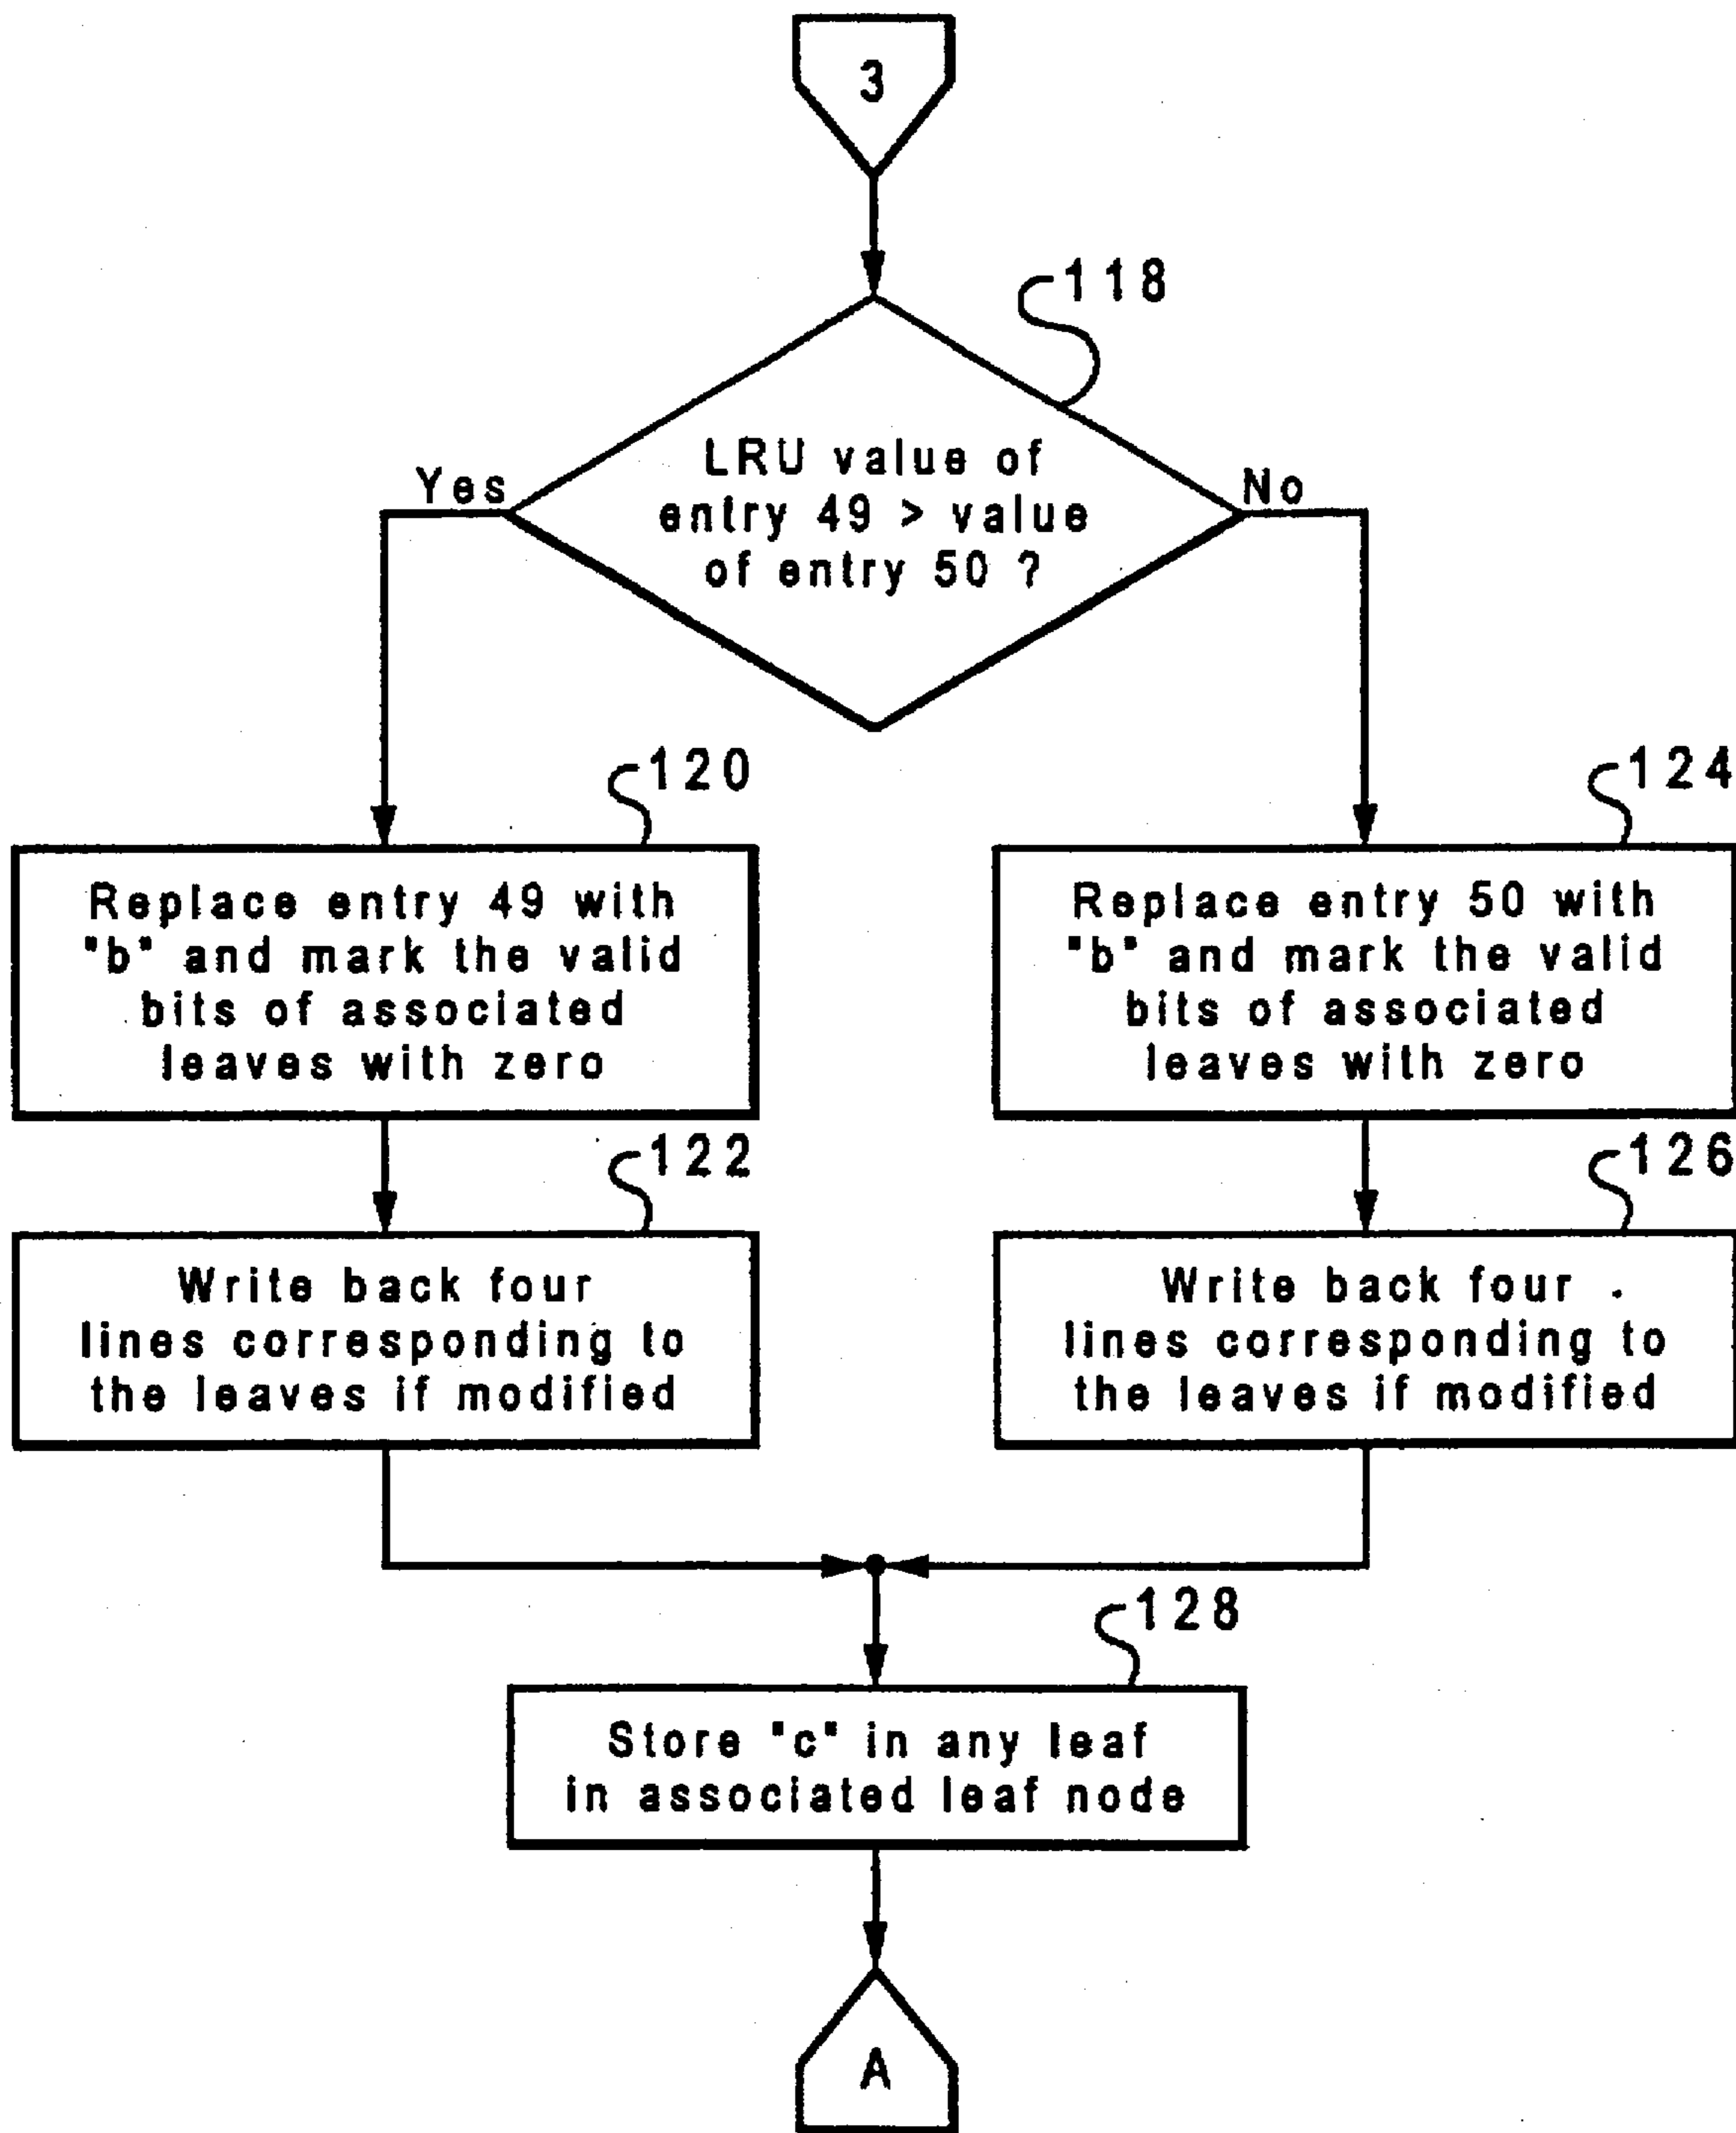 3
118
LRU value of
entry 49 > value
of entry 50 ?
Yes
No
120
Replace entry 49 with
"b" and mark the valid
bits of associated
leaves with zero
124
Replace entry 50 with
"b" and mark the valid
bits of associated
leaves with zero
122
Write back four
lines corresponding to
the leaves if modified
126
Write back four
lines corresponding to
the leaves if modified
128
Store "c" in any leaf
in associated leaf node
A